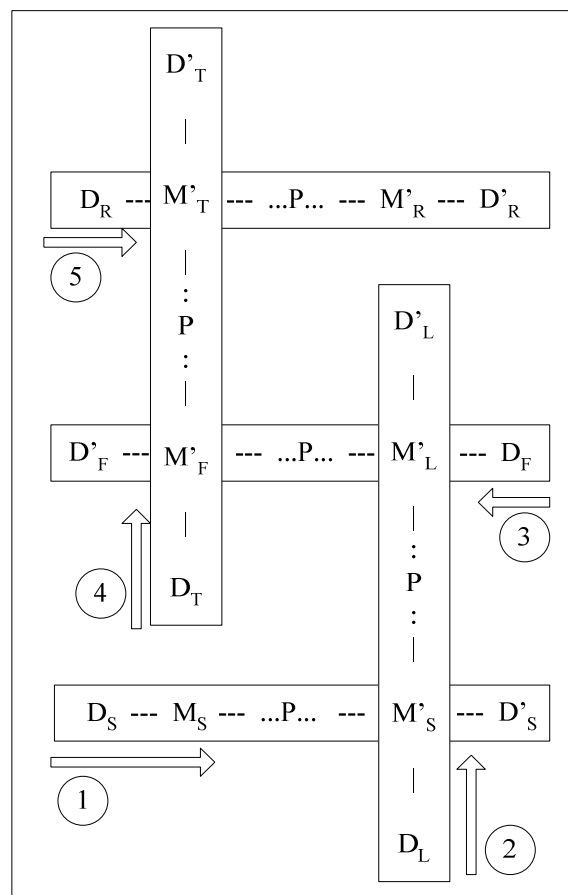 D'T
DR --- M'T --- ...P... --- M'R --- D'R
5
: P :
D'L
D'F --- M'F --- ...P... --- M'L --- DF
3
4
DT
: P :
DS --- MS --- ...P... --- M'S --- D'S
1
DL
2